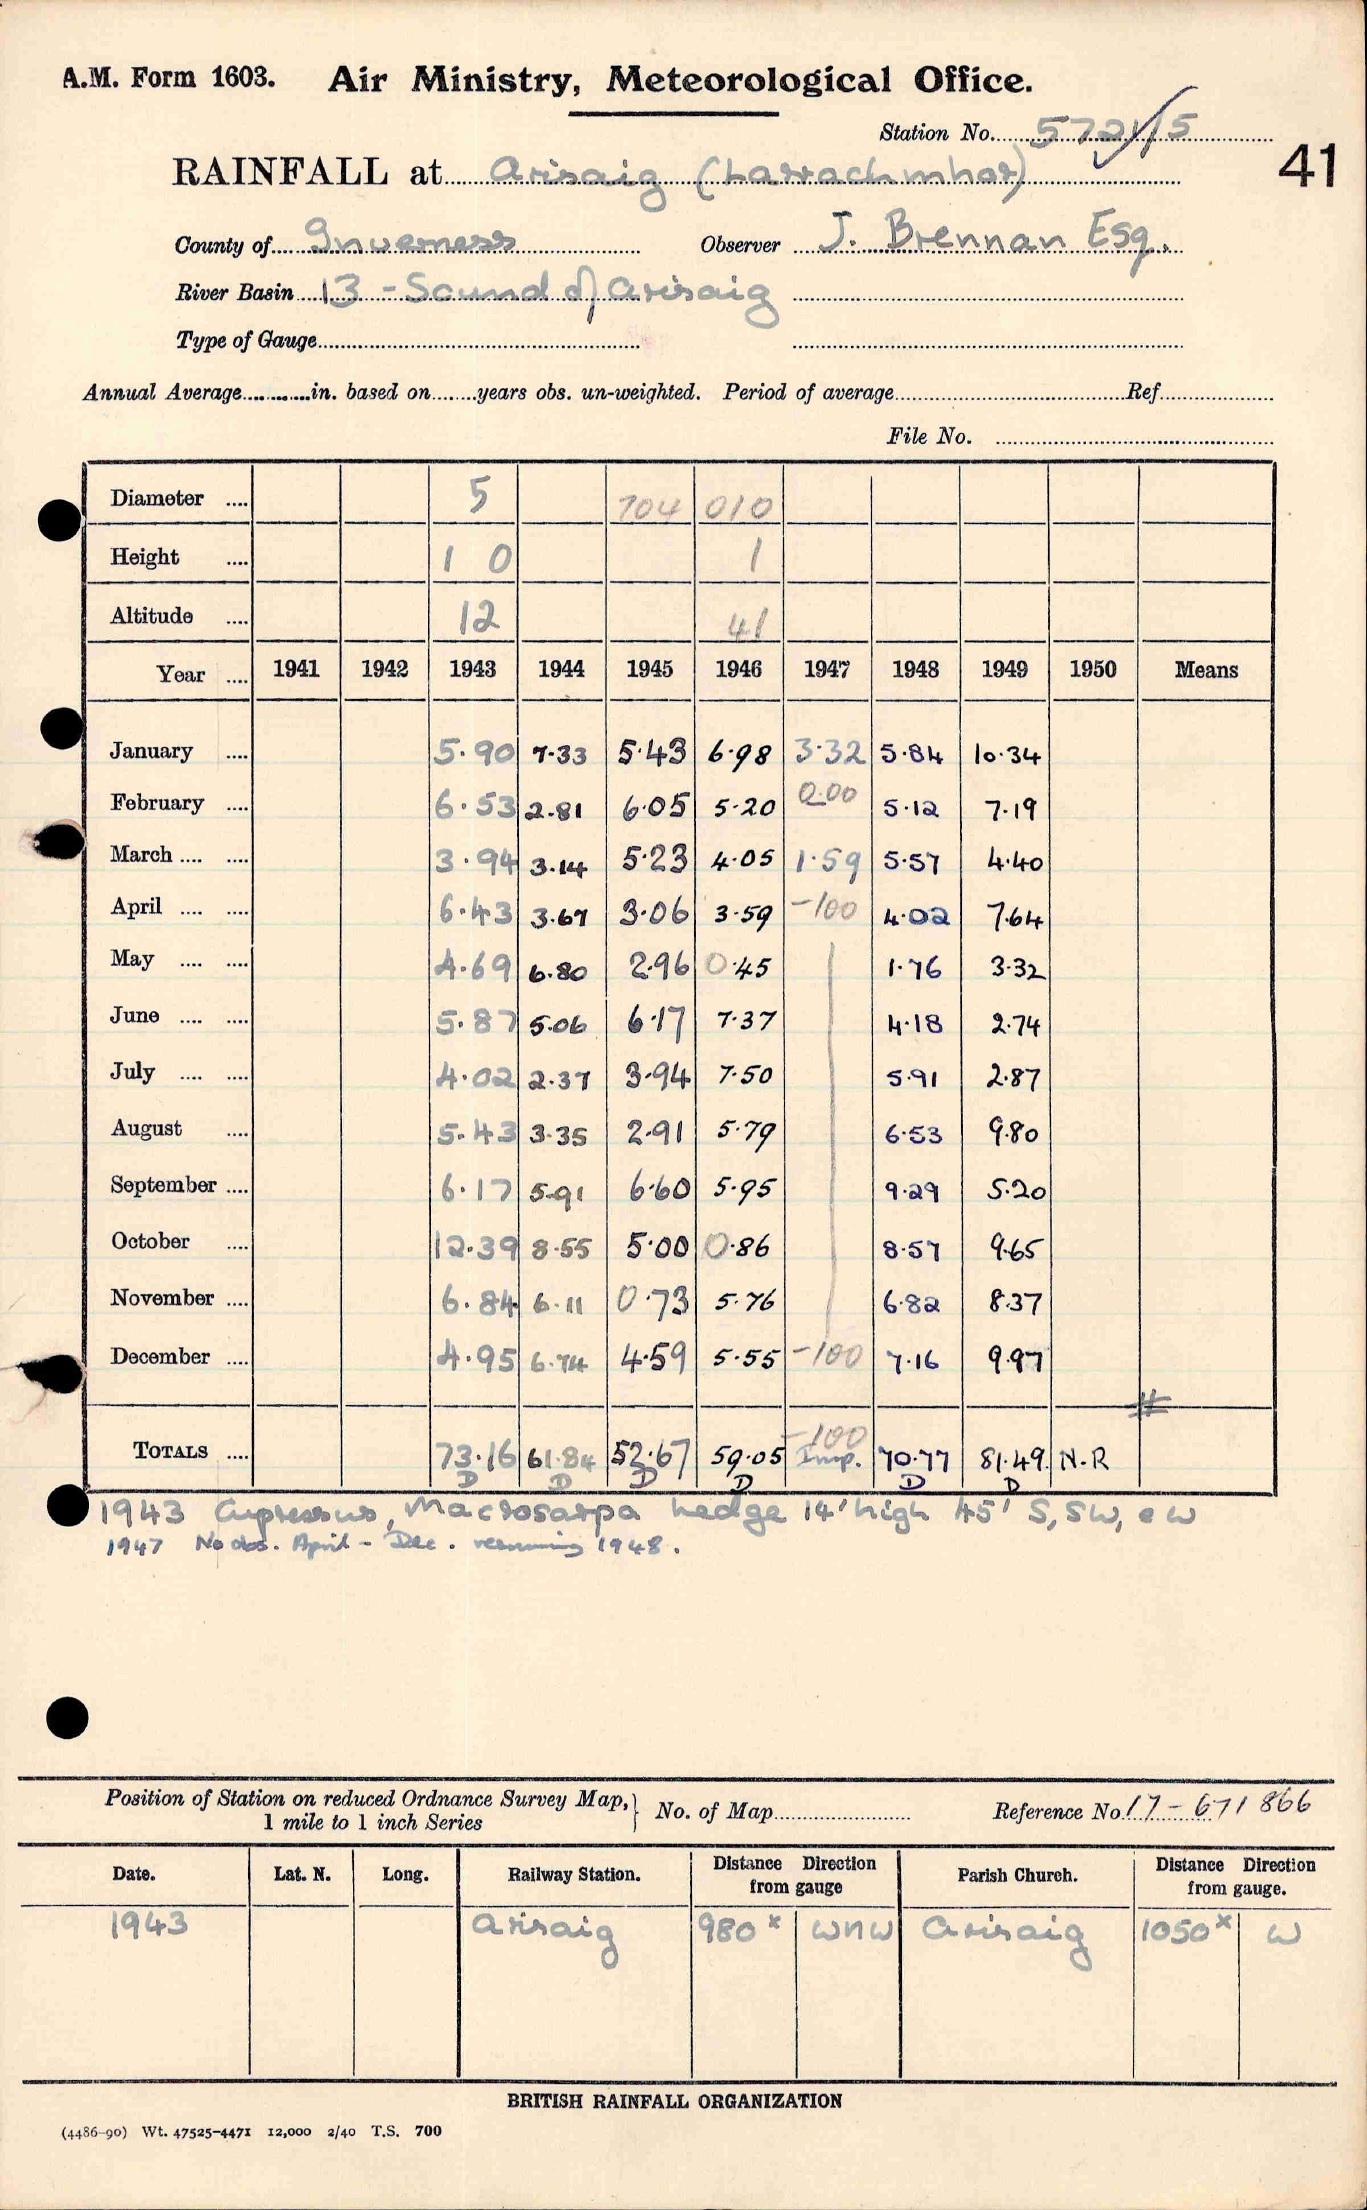 A.M. Form 1603. Air Ministry, Meteorological Office.
Station No. 5721/5
41
RAINFALL at Arisaig (Larrachmhor)
County of Inverness Observer J. Brennan Esq.
River Basin 13 - Sound of Arisaig
Type of Gauge
Annual Average in. based on years obs. un-weighted. Period of average Ref.
File No.
Diameter 5 704 010
Height 1 0 1
Altitude 12 41
Year 1941 1942 1943 1944 1945 1946 1947 1948 1949 1950 Means
January 5.90 7.33 5.43 6.98 3.32 5.84 10.34
February 6.53 2.81 6.05 5.20 0.00 5.12 7.19
March 3.94 3.14 5.23 4.05 1.59 5.57 4.40
April 6.43 3.67 3.06 3.59 -100 4.02 7.64
May 4.69 6.80 2.96 0.45 1.76 3.32
June 5.87 5.06 6.17 7.37 4.18 2.74
July 4.02 2.37 3.94 7.50 5.91 2.87
August 5.43 3.35 2.91 5.79 6.53 9.80
September 6.17 5.91 6.60 5.95 9.29 5.20
October 12.39 8.55 5.00 0.86 8.57 9.65
November 6.84 6.11 0.73 5.76 6.82 8.37
December 4.95 6.74 4.59 5.55 -100 7.16 9.97
#
-100
TOTALS 73.16 61.84 52.67 59.05 Imp. 70.77 81.49 N.R
D D D D D D
1943 Cupressus, Macrosarpa hedge 14' high 45' S, SW, & W
1947 No obs. April - Dec. resuming 1948.
Position of Station on reduced Ordnance Survey Map, 1 mile to 1 inch Series No. of Map Reference No. 17 - 671 866
Date. Lat. N. Long. Railway Station. Distance Direction from gauge Parish Church. Distance Direction from gauge.
1943 Arisaig 980x WNW Arisaig 1050x W
BRITISH RAINFALL ORGANIZATION
(4486-90) Wt. 47525-4471 12,000 2/40 T.S. 700